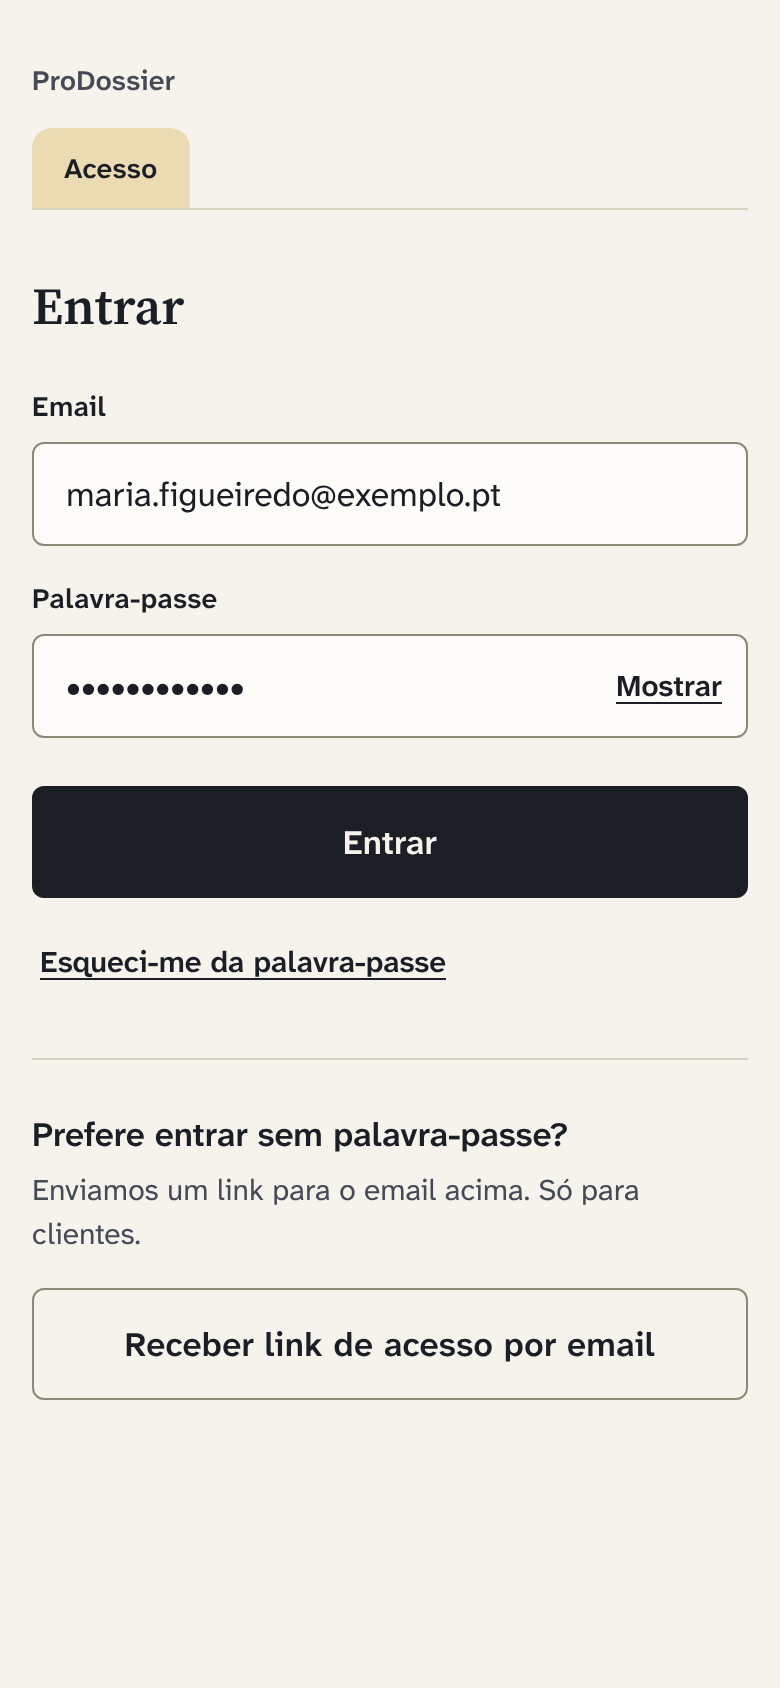 ProDossier
Acesso
Entrar
Email
maria.figueiredo@exemplo.pt
Palavra-passe
••••••••••••
Mostrar
Entrar
Esqueci-me da palavra-passe
Prefere entrar sem palavra-passe?
Enviamos um link para o email acima. Só para
clientes.
Receber link de acesso por email